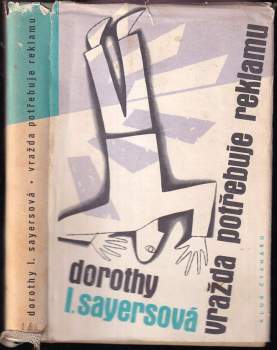 dorothy l. sayersová • vražda potřebuje reklamu
dorothy
l. sayersová
vražda potřebuje reklamu
KLUB ČTENÁŘŮ